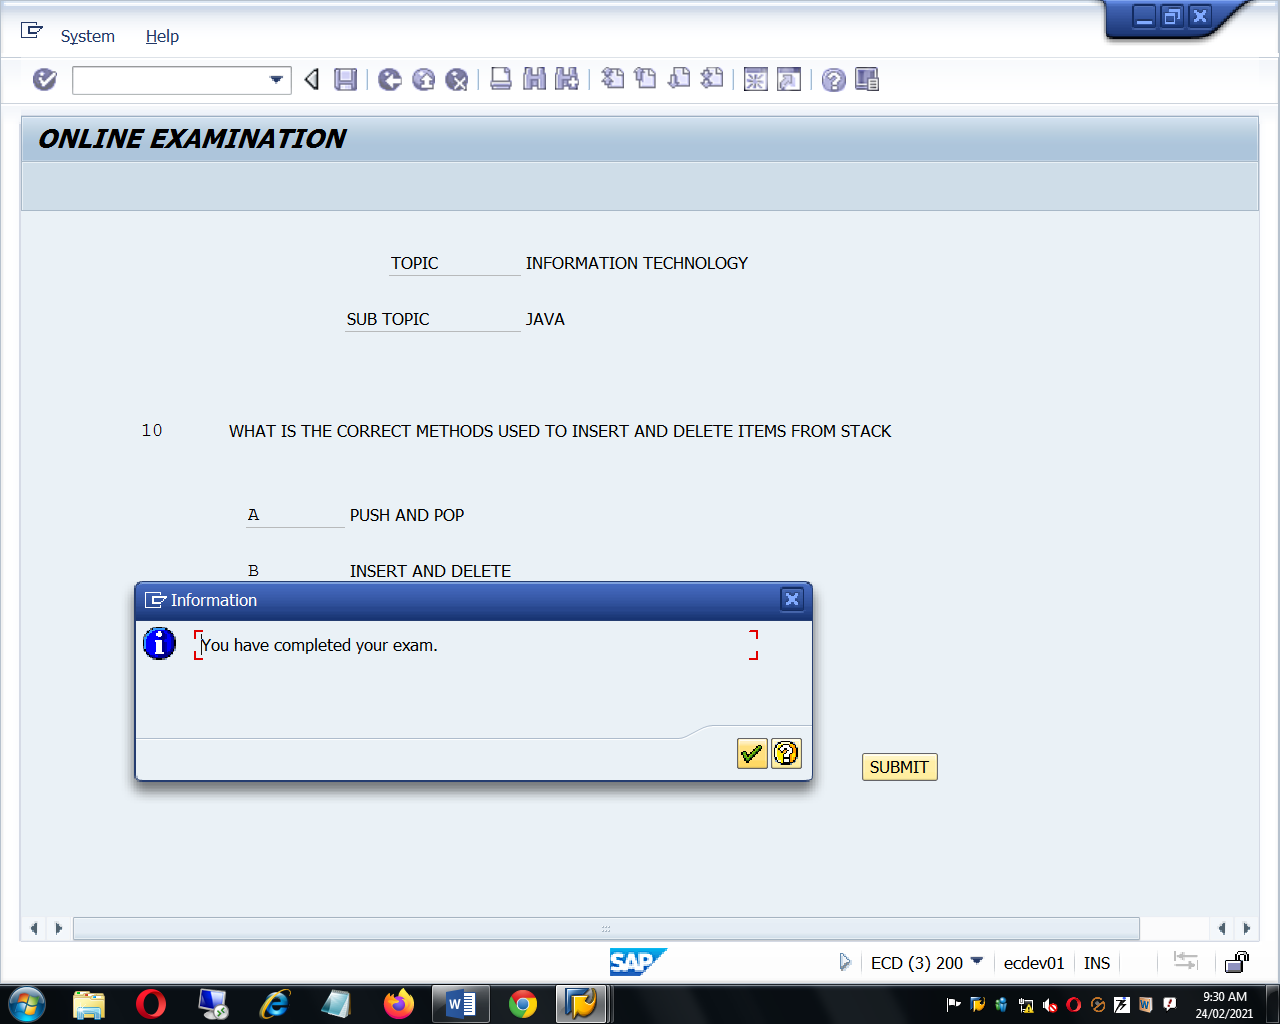 System Help
ONLINE EXAMINATION
TOPIC INFORMATION TECHNOLOGY
SUB TOPIC JAVA
10 WHAT IS THE CORRECT METHODS USED TO INSERT AND DELETE ITEMS FROM STACK
A PUSH AND POP
B INSERT AND DELETE
Information
You have completed your exam.
SUBMIT
SAP
ECD (3) 200 ecdev01 INS
9:30 AM
24/02/2021